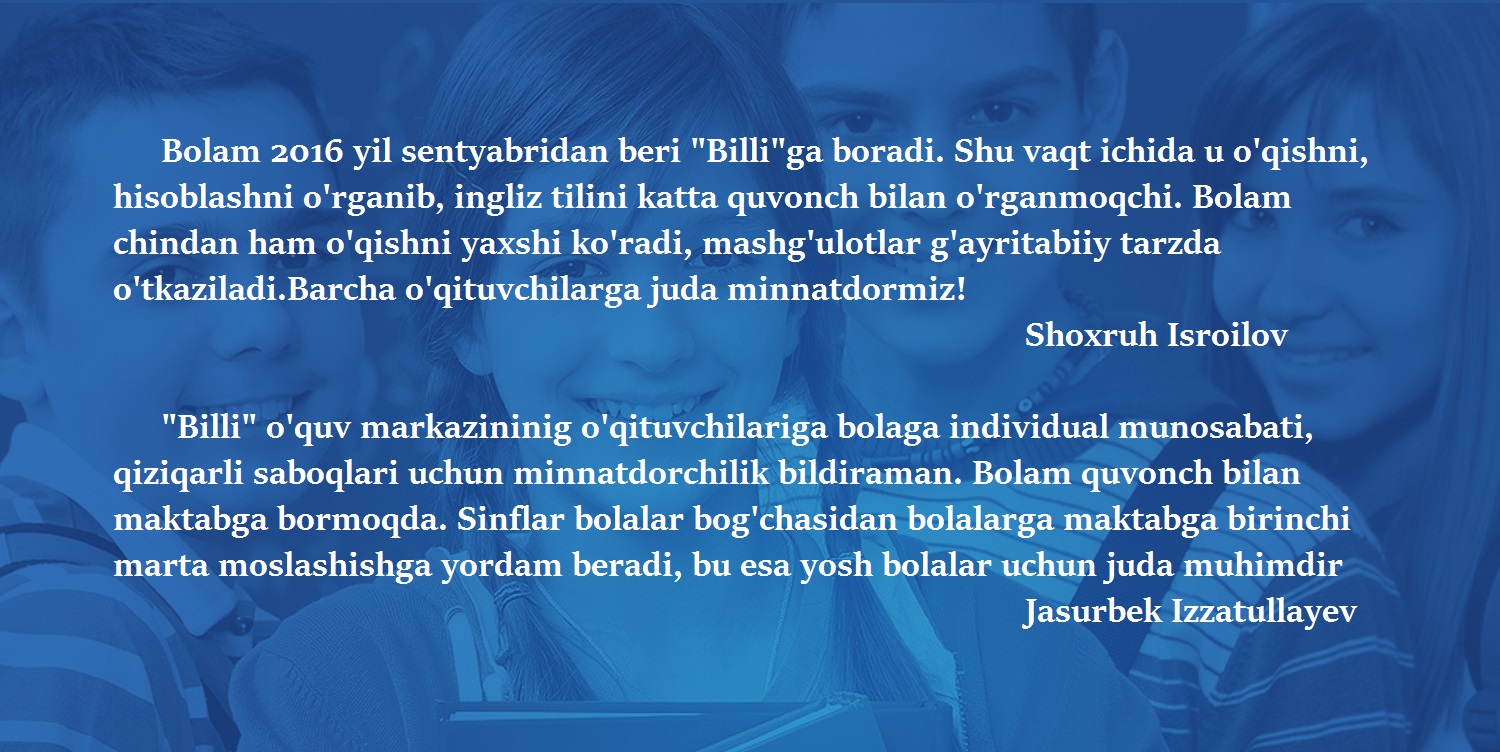 Bolam 2016 yil sentyabridan beri "Billi"ga boradi. Shu vaqt ichida u o'qishni,
hisoblashni o'rganib, ingliz tilini katta quvonch bilan o'rganmoqchi. Bolam
chindan ham o'qishni yaxshi ko'radi, mashg'ulotlar g'ayritabiiy tarzda
o'tkaziladi.Barcha o'qituvchilarga juda minnatdormiz!
Shoxruh Isroilov
"Billi" o'quv markazininig o'qituvchilariga bolaga individual munosabati,
qiziqarli saboqlari uchun minnatdorchilik bildiraman. Bolam quvonch bilan
maktabga bormoqda. Sinflar bolalar bog'chasidan bolalarga maktabga birinchi
marta moslashishga yordam beradi, bu esa yosh bolalar uchun juda muhimdir
Jasurbek Izzatullayev